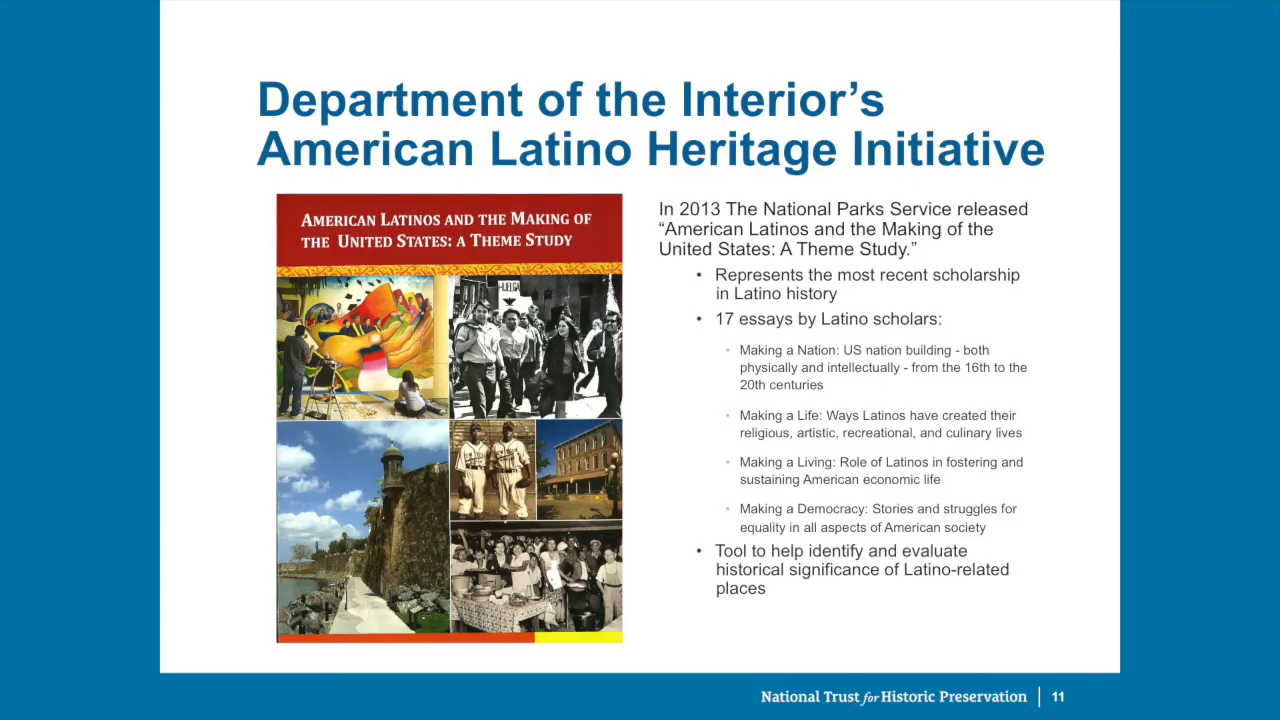 Department of the Interior’s
American Latino Heritage Initiative
AMERICAN LATINOS AND THE MAKING OF
THE UNITED STATES: A THEME STUDY
HUELGA
In 2013 The National Parks Service released
“American Latinos and the Making of the
United States: A Theme Study.”
• Represents the most recent scholarship
in Latino history
• 17 essays by Latino scholars:
• Making a Nation: US nation building - both
physically and intellectually - from the 16th to the
20th centuries
• Making a Life: Ways Latinos have created their
religious, artistic, recreational, and culinary lives
• Making a Living: Role of Latinos in fostering and
sustaining American economic life
• Making a Democracy: Stories and struggles for
equality in all aspects of American society
• Tool to help identify and evaluate
historical significance of Latino-related
places
National Trust for Historic Preservation | 11